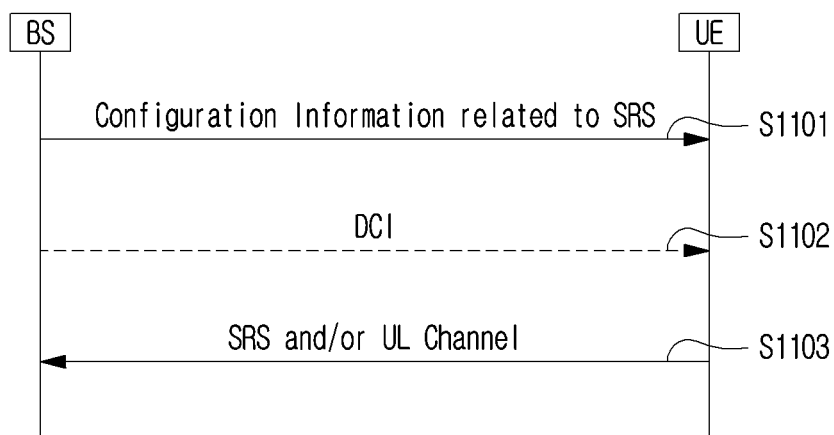 BS
UE
Configuration Information related to SRS
S1101
DCI
S1102
SRS and/or UL Channel
S1103